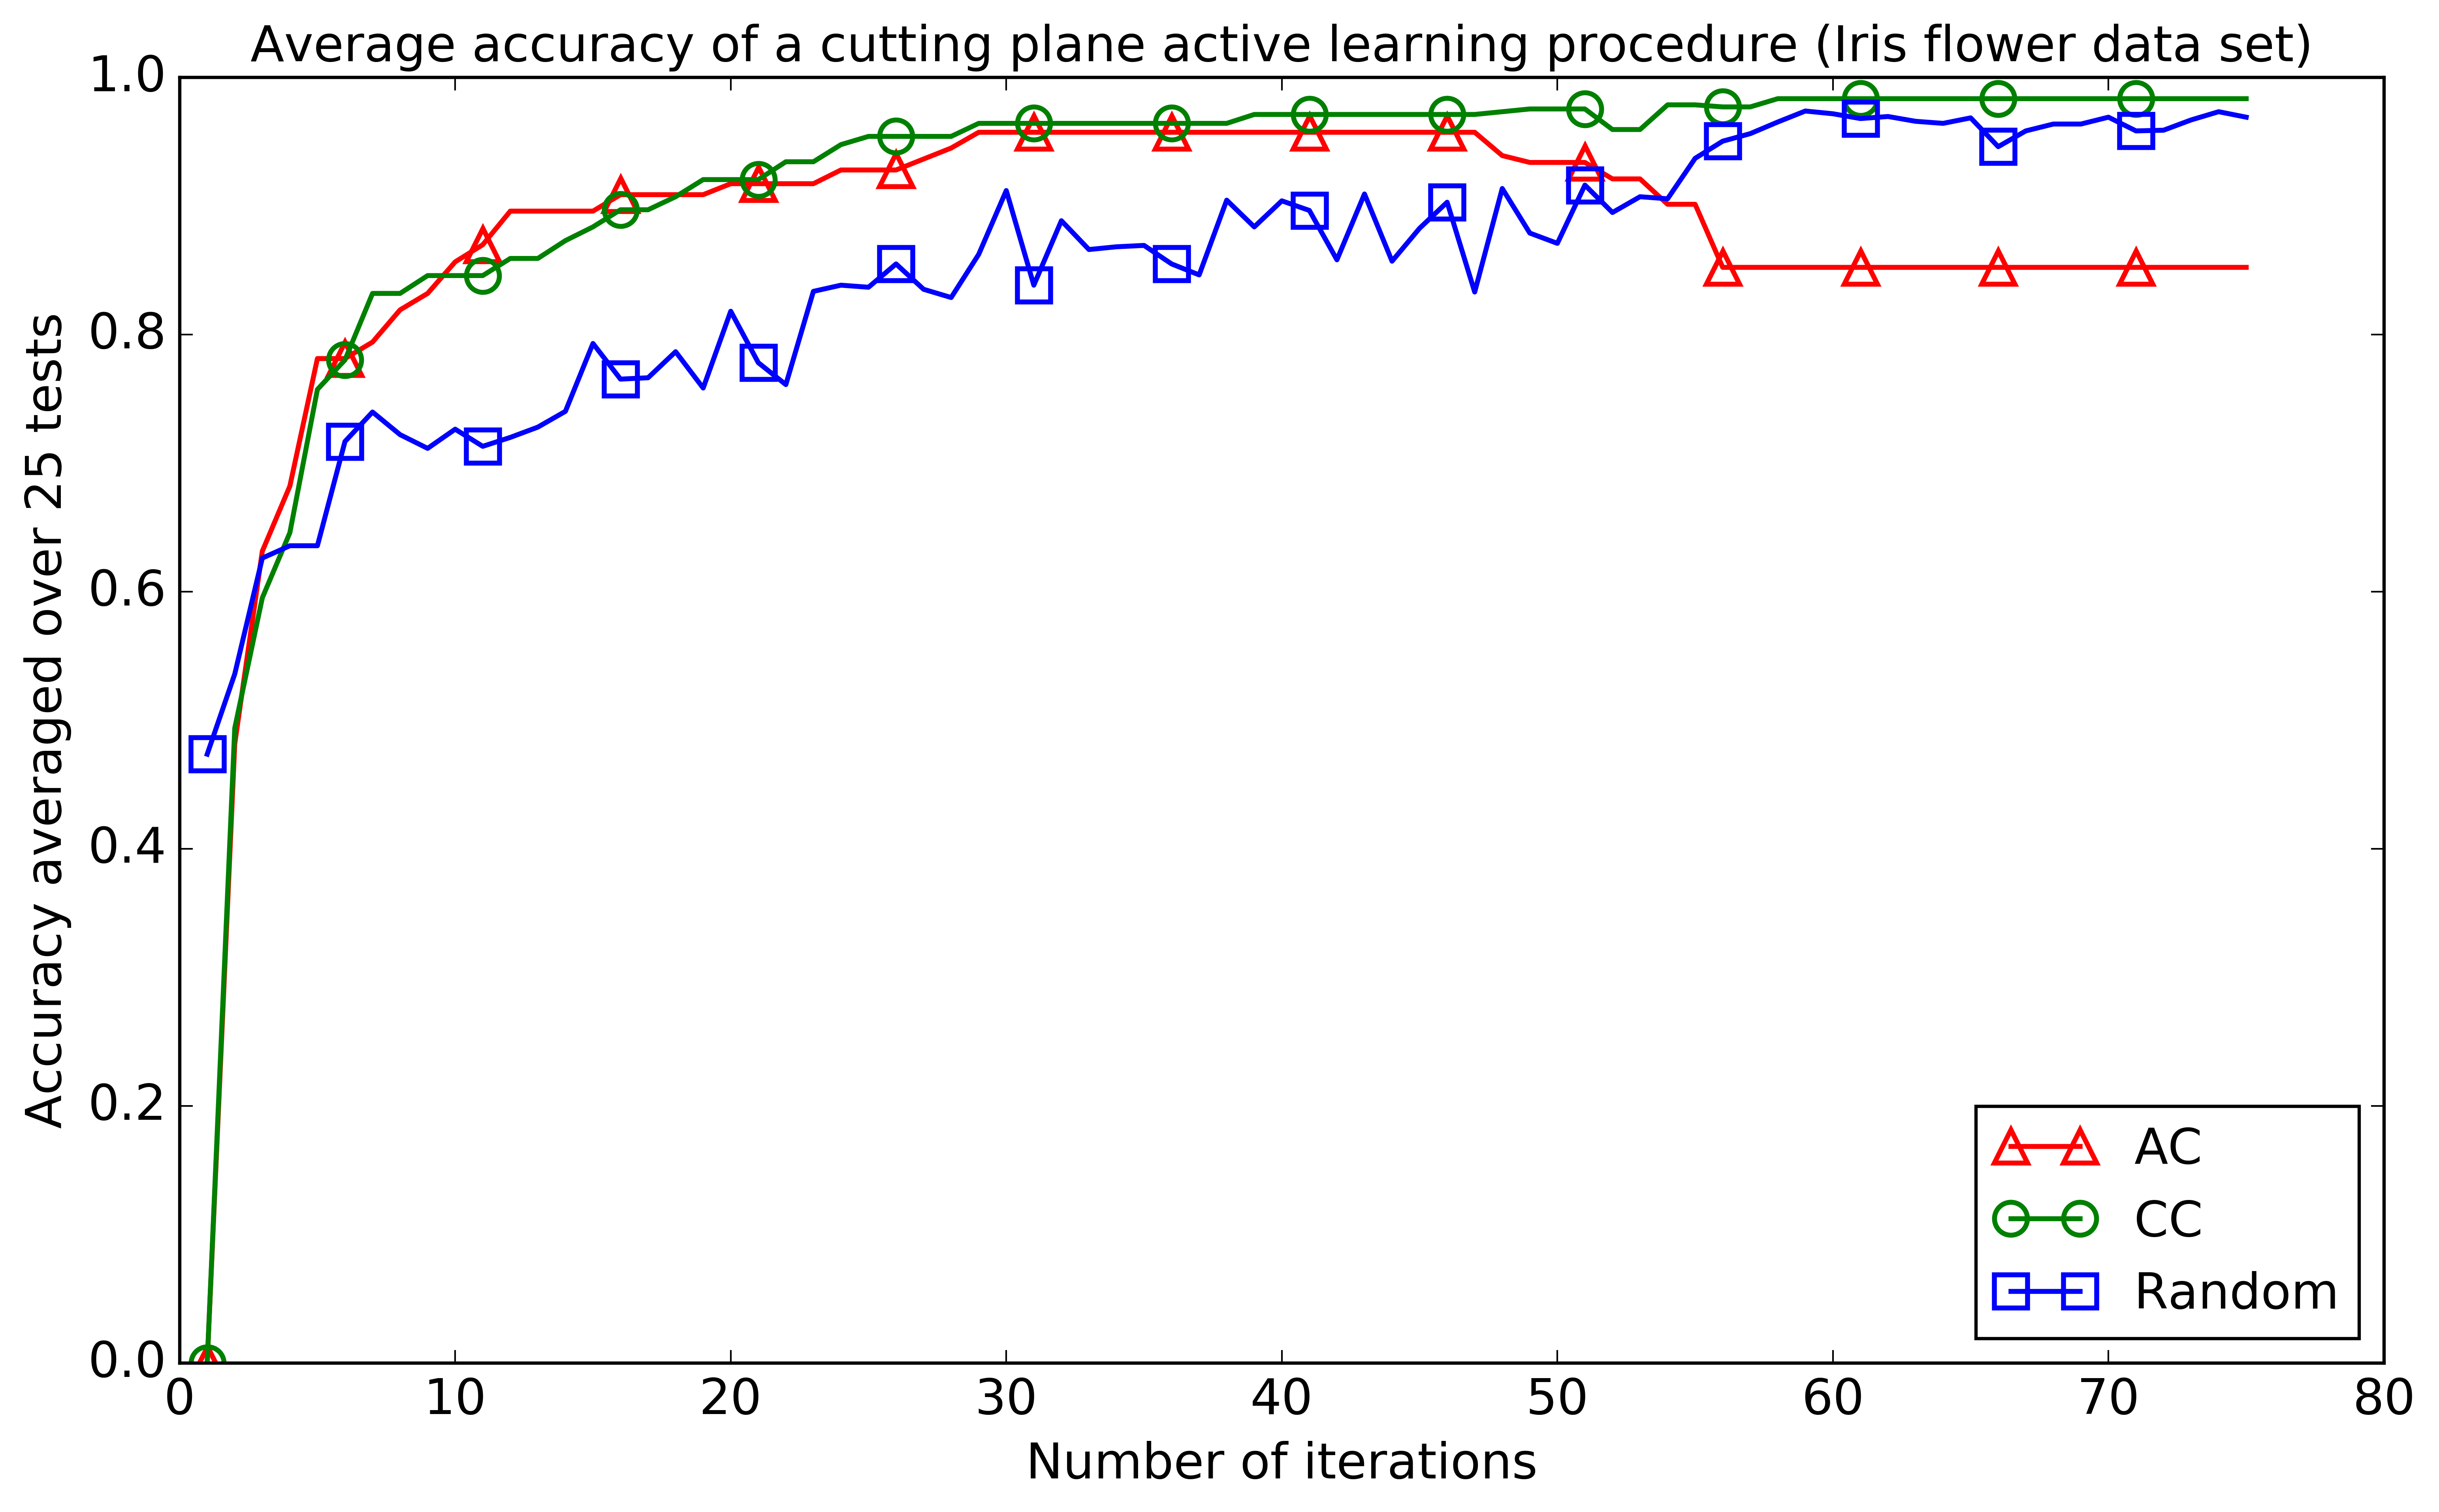 Average accuracy of a cutting plane active learning procedure (Iris flower data set)
1.0
0.8
0.6
0.4
0.2
0.0
Accuracy averaged over 25 tests
0 10 20 30 40 50 60 70 80
Number of iterations
AC
CC
Random